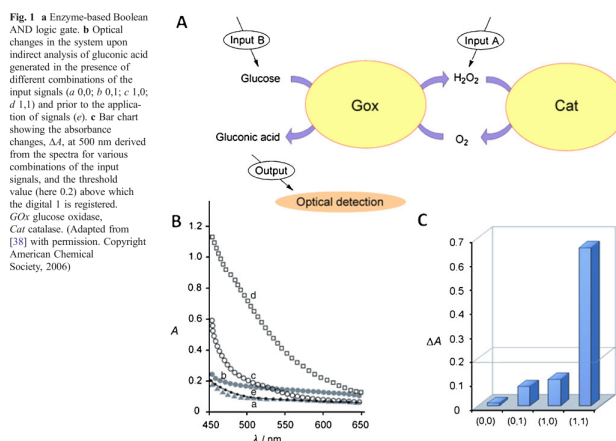 Fig. 1 a Enzyme-based Boolean
AND logic gate. b Optical
changes in the system upon
indirect analysis of gluconic acid
generated in the presence of
different combinations of the
input signals (a 0,0; b 0,1; c 1,0;
d 1,1) and prior to the applica-
tion of signals (e). c Bar chart
showing the absorbance
changes, ΔA, at 500 nm derived
from the spectra for various
combinations of the input
signals, and the threshold
value (here 0.2) above which
the digital 1 is registered.
GOx glucose oxidase,
Cat catalase. (Adapted from
[38] with permission. Copyright
American Chemical
Society, 2006)
A
Input B
Input A
Glucose
H₂O₂
Gox
Cat
Gluconic acid
O₂
Output
Optical detection
B
1.2
1.0
0.8
0.6
0.4
0.2
0
A
d
b
c
e
a
450 500 550 600 650
λ / nm
C
0.7
0.6
0.5
0.4
0.3
0.2
0.1
0
ΔA
(0,0) (0,1) (1,0) (1,1)